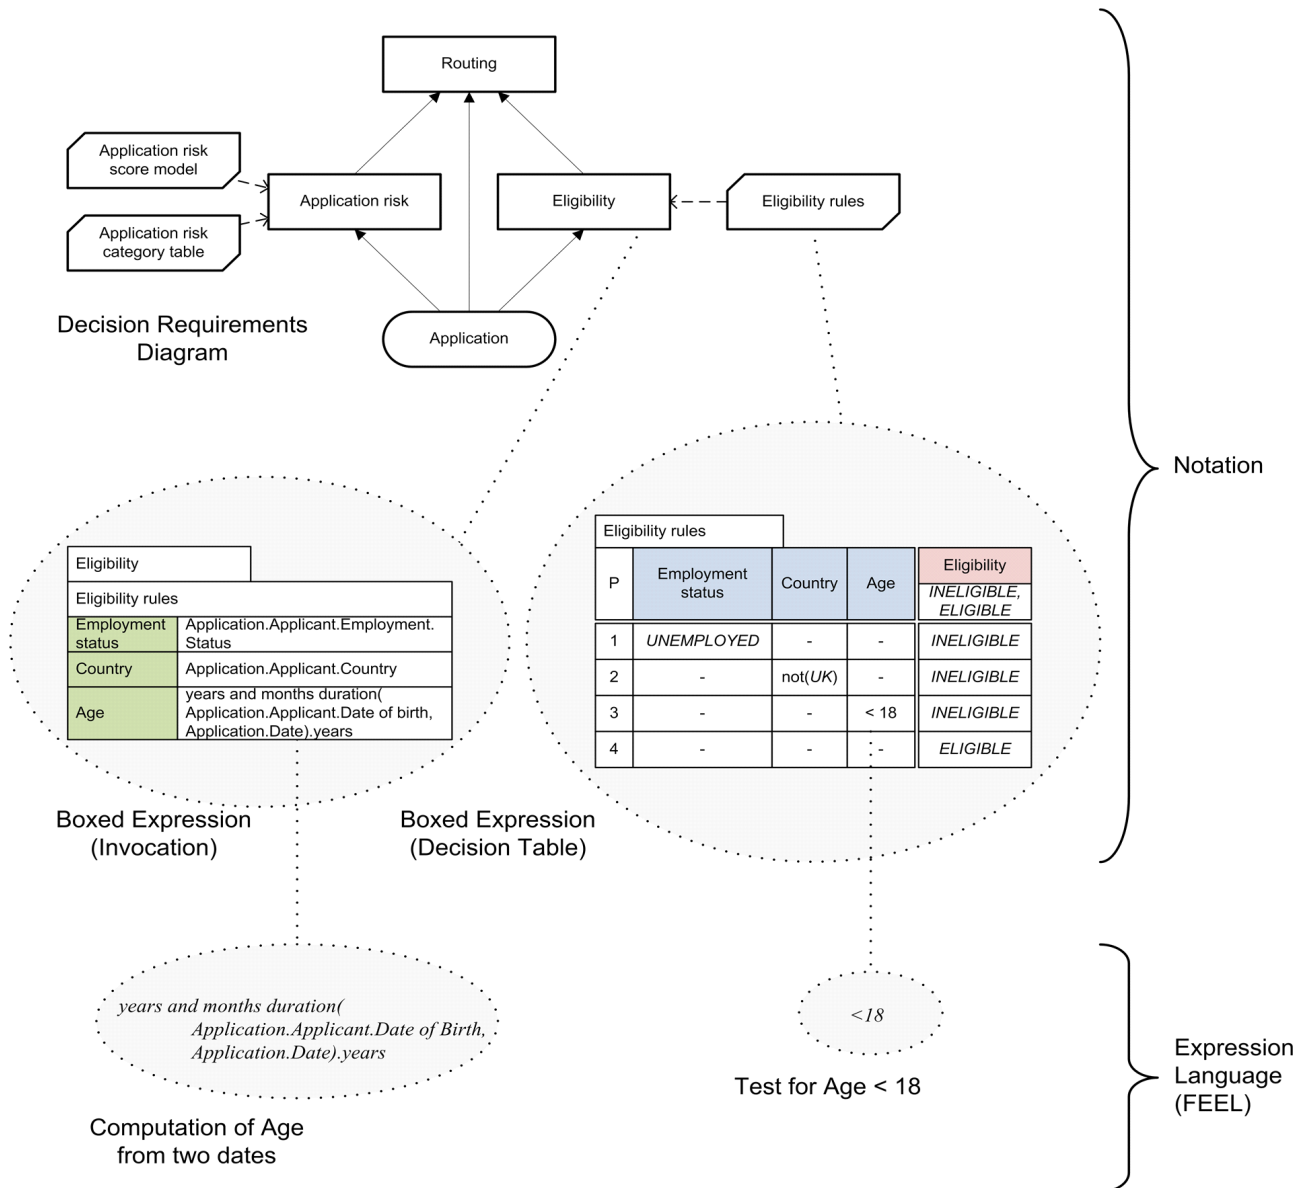 Routing
Application risk
score model
Application risk
Eligibility
Eligibility rules
Application risk
category table
Decision Requirements
Diagram
Application
Notation
Eligibility
Eligibility rules
Employment
status
Application.Applicant.Employment.
Status
Country
Application.Applicant.Country
Age
years and months duration(
Application.Applicant.Date of birth,
Application.Date).years
Boxed Expression
(Invocation)
Eligibility rules
P
Employment
status
Country
Age
Eligibility
INELIGIBLE,
ELIGIBLE
1 UNEMPLOYED - - INELIGIBLE
2 - not(UK) - INELIGIBLE
3 - - < 18 INELIGIBLE
4 - - - ELIGIBLE
Boxed Expression
(Decision Table)
years and months duration(
Application.Applicant.Date of Birth,
Application.Date).years
Computation of Age
from two dates
<18
Test for Age < 18
Expression
Language
(FEEL)